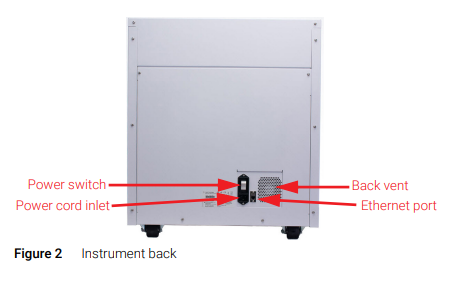 Power switch
Back vent
Power cord inlet
Ethernet port
Figure 2 Instrument back